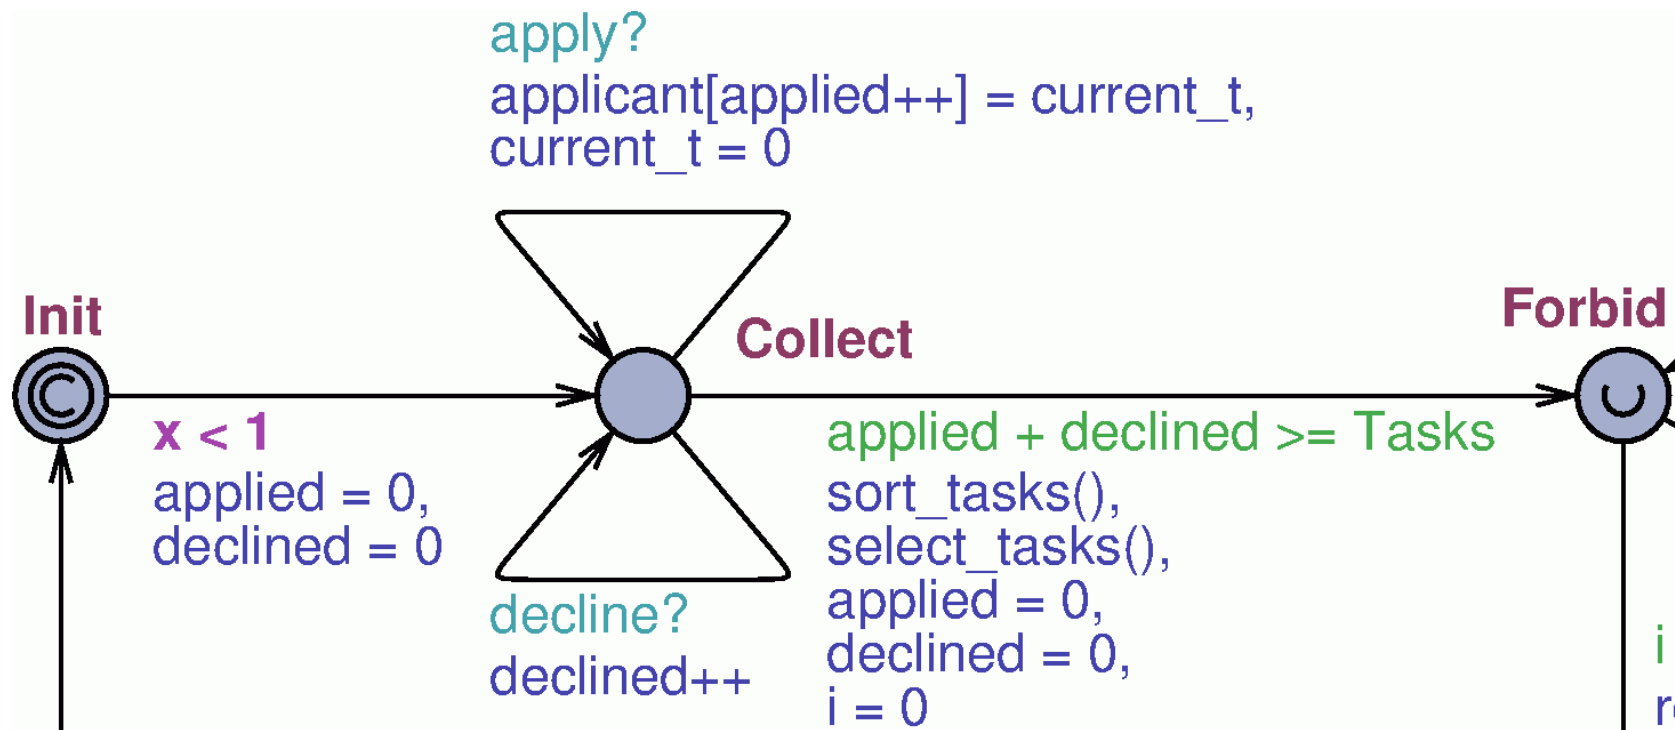 apply?
applicant[applied++] = current_t,
current_t = 0
Init
Collect
Forbid
x < 1
applied = 0,
declined = 0
applied + declined >= Tasks
sort_tasks(),
select_tasks(),
applied = 0,
declined = 0,
i = 0
decline?
declined++
i